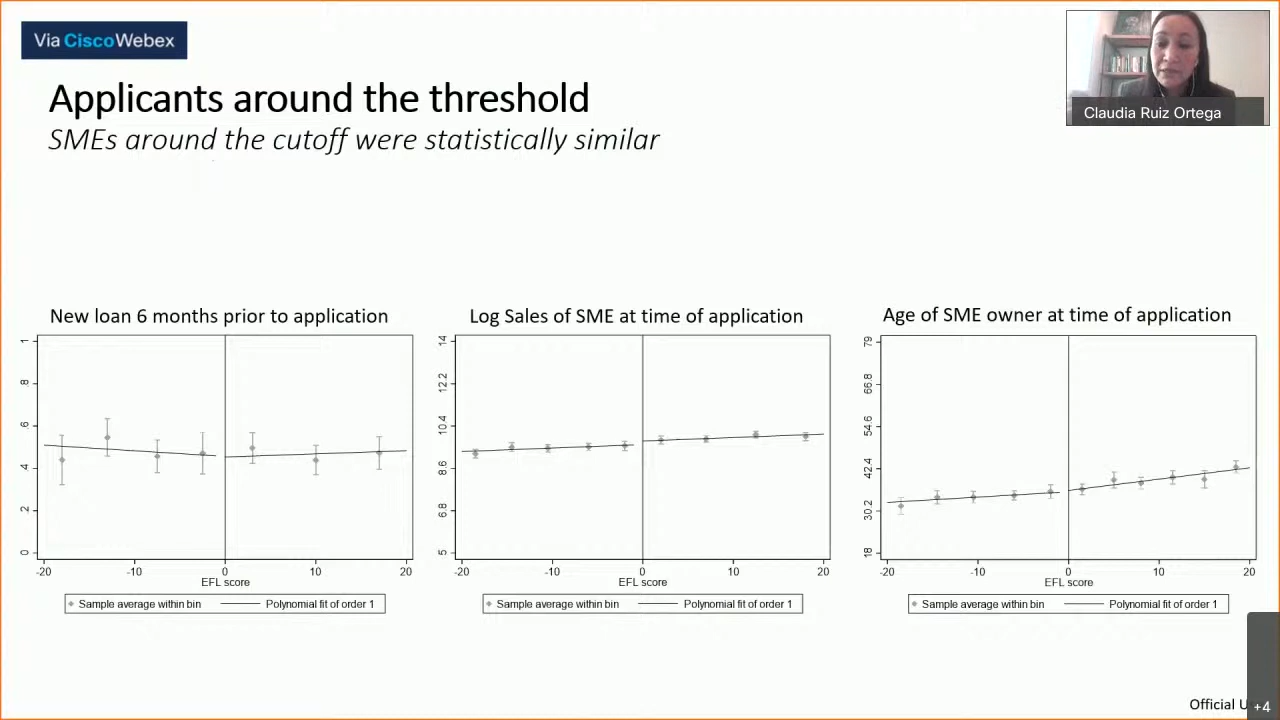 Via CiscoWebex
Claudia Ruiz Ortega
Applicants around the threshold
SMEs around the cutoff were statistically similar
New loan 6 months prior to application
1
.8
.6
.4
.2
0
-20 -10 0 10 20
EFL score
Sample average within bin Polynomial fit of order 1
Log Sales of SME at time of application
14
12.2
10.4
8.6
6.8
5
-20 -10 0 10 20
EFL score
Sample average within bin Polynomial fit of order 1
Age of SME owner at time of application
79
66.8
54.6
42.4
30.2
18
-20 -10 0 10 20
EFL score
Sample average within bin Polynomial fit of order 1
Official
+4